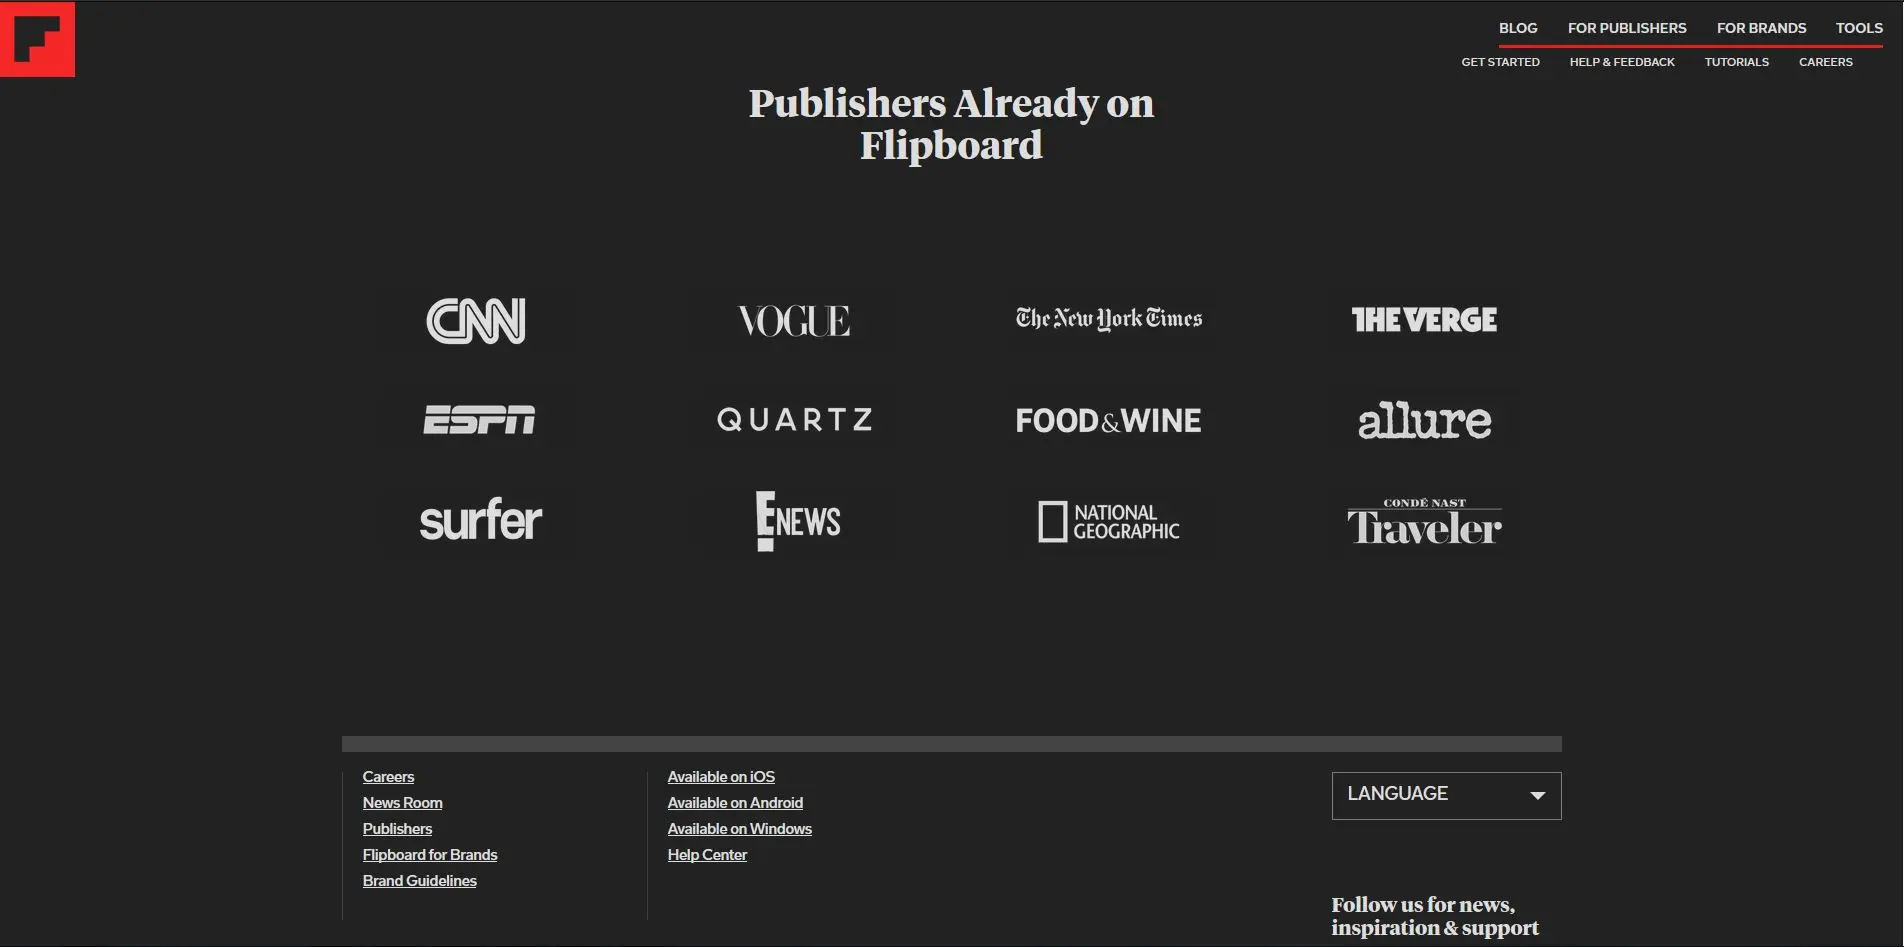 BLOG FOR PUBLISHERS FOR BRANDS TOOLS
GET STARTED HELP & FEEDBACK TUTORIALS CAREERS
Publishers Already on
Flipboard
CNN VOGUE The New York Times THE VERGE
ESPN QUARTZ FOOD & WINE allure
surfer E! NEWS NATIONAL GEOGRAPHIC CONDÉ NAST Traveler
Careers
News Room
Publishers
Flipboard for Brands
Brand Guidelines
Available on iOS
Available on Android
Available on Windows
Help Center
LANGUAGE
Follow us for news,
inspiration & support